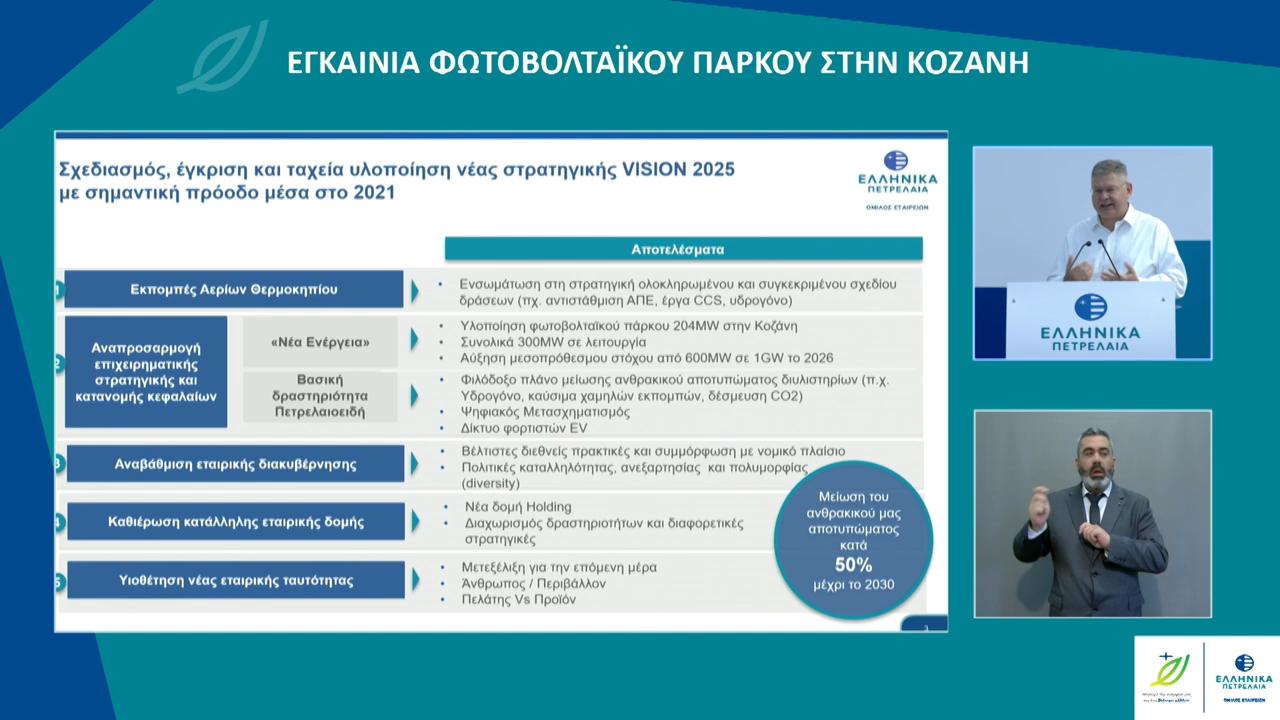 ΕΓΚΑΙΝΙΑ ΦΩΤΟΒΟΛΤΑΪΚΟΥ ΠΑΡΚΟΥ ΣΤΗΝ ΚΟΖΑΝΗ
Σχεδιασμός, έγκριση και ταχεία υλοποίηση νέας στρατηγικής VISION 2025
με σημαντική πρόοδο μέσα στο 2021
ΕΛΛΗΝΙΚΑ
ΠΕΤΡΕΛΑΙΑ
ΟΜΙΛΟΣ ΕΤΑΙΡΕΙΩΝ
Αποτελέσματα
1
Εκπομπές Αερίων Θερμοκηπίου
• Ενσωμάτωση στη στρατηγική ολοκληρωμένου και συγκεκριμένου σχεδίου
δράσεων (πχ. αντιστάθμιση ΑΠΕ, έργα CCS, υδρογόνο)
2
Αναπροσαρμογή
επιχειρηματικής
στρατηγικής και
κατανομής κεφαλαίων
«Νέα Ενέργεια»
• Υλοποίηση φωτοβολταϊκού πάρκου 204MW στην Κοζάνη
• Συνολικά 300MW σε λειτουργία
• Αύξηση μεσοπρόθεσμου στόχου από 600MW σε 1GW το 2026
Βασική
δραστηριότητα
Πετρελαιοειδή
• Φιλόδοξο πλάνο μείωσης ανθρακικού αποτυπώματος διυλιστηρίων (π.χ.
Υδρογόνο, καύσιμα χαμηλών εκπομπών, δέσμευση CO2)
• Ψηφιακός Μετασχηματισμός
• Δίκτυο φορτιστών EV
3
Αναβάθμιση εταιρικής διακυβέρνησης
• Βέλτιστες διεθνείς πρακτικές και συμμόρφωση με νομικό πλαίσιο
• Πολιτικές καταλληλότητας, ανεξαρτησίας και πολυμορφίας
(diversity)
4
Καθιέρωση κατάλληλης εταιρικής δομής
• Νέα δομή Holding
• Διαχωρισμός δραστηριοτήτων και διαφορετικές
στρατηγικές
5
Υιοθέτηση νέας εταιρικής ταυτότητας
• Μετεξέλιξη για την επόμενη μέρα
• Άνθρωπος / Περιβάλλον
• Πελάτης Vs Προϊόν
Μείωση του
ανθρακικού μας
αποτυπώματος
κατά
50%
μέχρι το 2030
3
ΕΛΛΗΝΙΚΑ
ΠΕΤΡΕΛΑΙΑ
ΕΛΛΗΝΙΚΑ
ΠΕΤΡΕΛΑΙΑ
ΟΜΙΛΟΣ ΕΤΑΙΡΕΙΩΝ